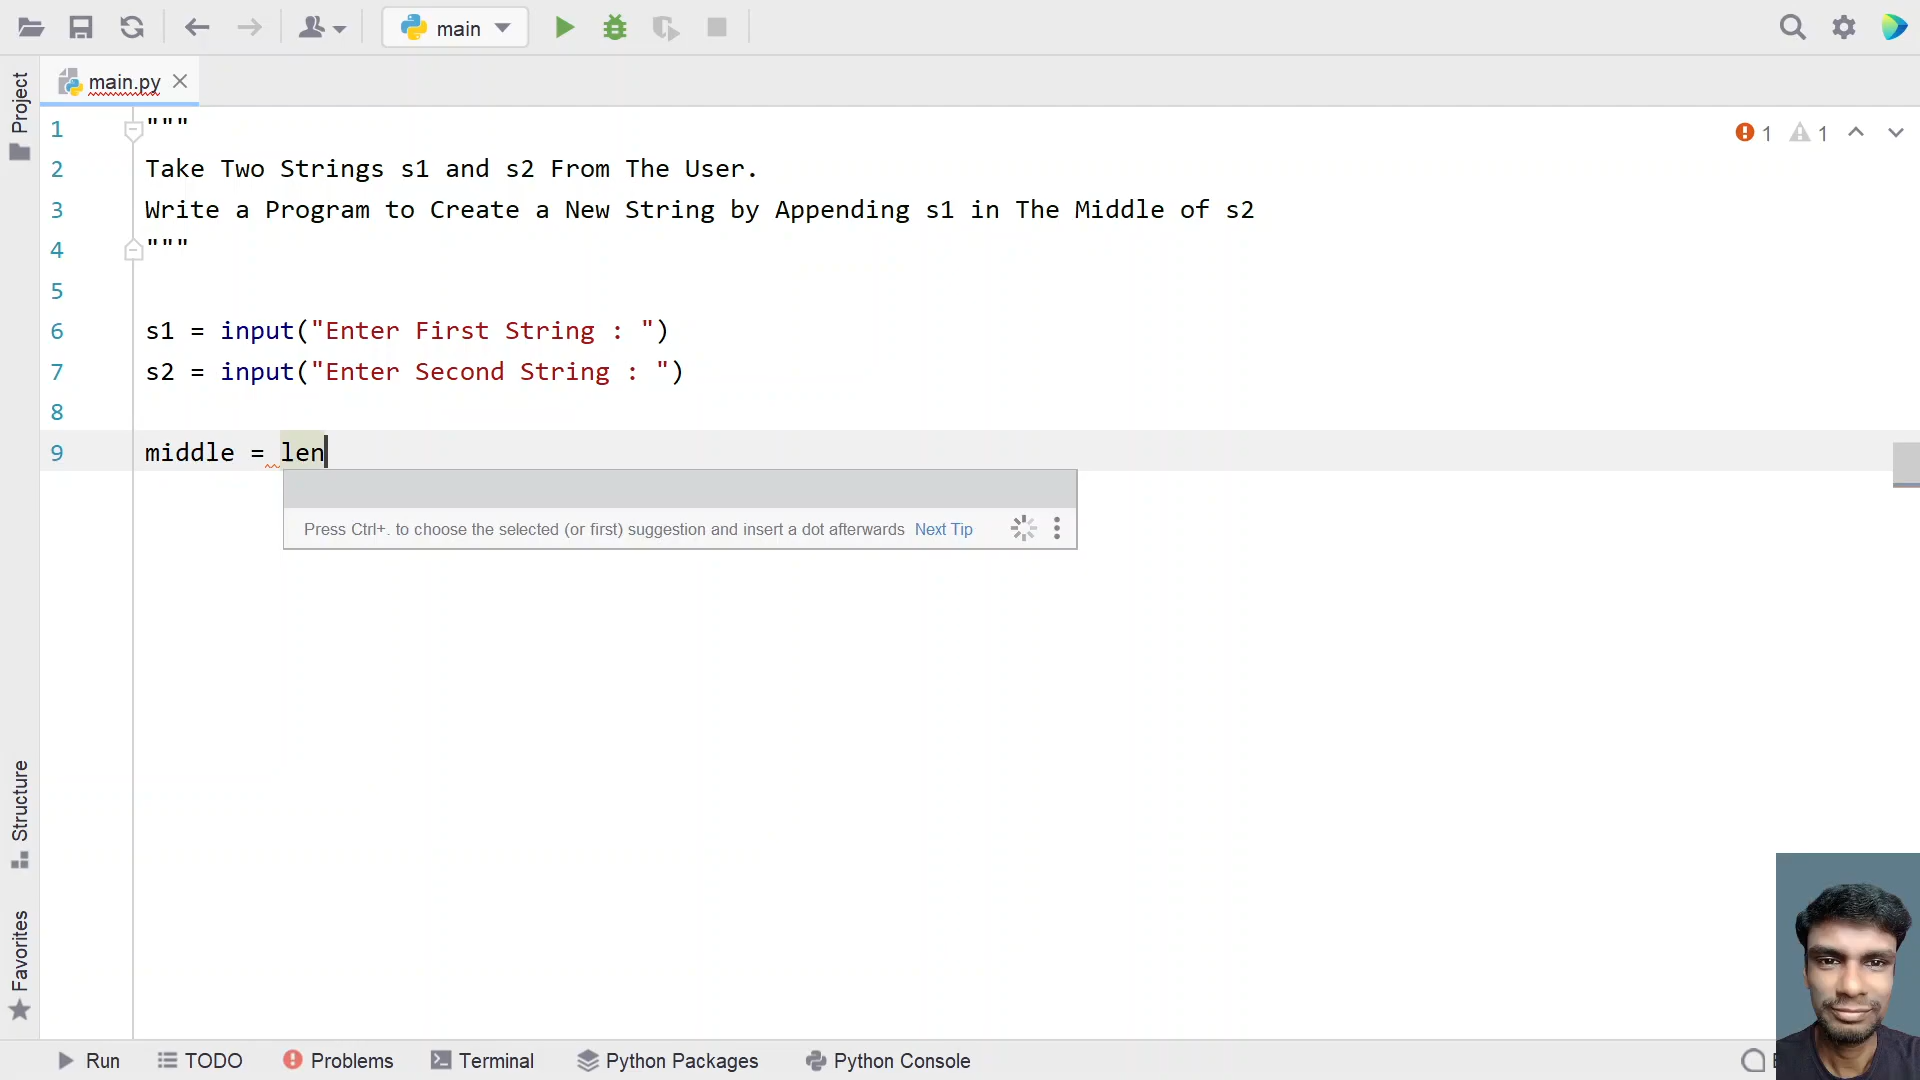 main
main.py
Project
1 """
1
1
2 Take Two Strings s1 and s2 From The User.
3 Write a Program to Create a New String by Appending s1 in The Middle of s2
4 """
5
6 s1 = input("Enter First String : ")
7 s2 = input("Enter Second String : ")
8
9 middle = len
Press Ctrl+. to choose the selected (or first) suggestion and insert a dot afterwards Next Tip
Structure
Favorites
Run TODO Problems Terminal Python Packages Python Console